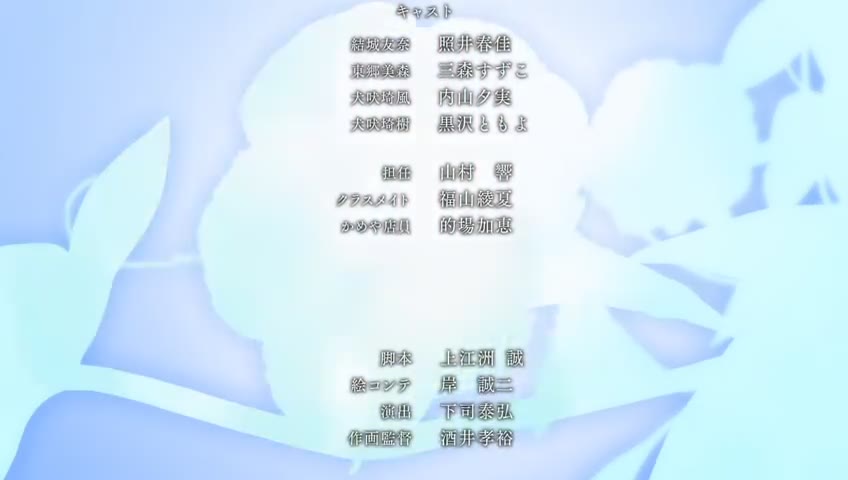 キャスト
結城友奈 照井春佳
東郷美森 三森すずこ
犬吠埼風 内山夕実
犬吠埼樹 黒沢ともよ
担任 山村 響
クラスメイト 福山綾夏
かめや店員 的場加恵
脚本 上江洲 誠
絵コンテ 岸 誠二
演出 下司泰弘
作画監督 酒井孝裕